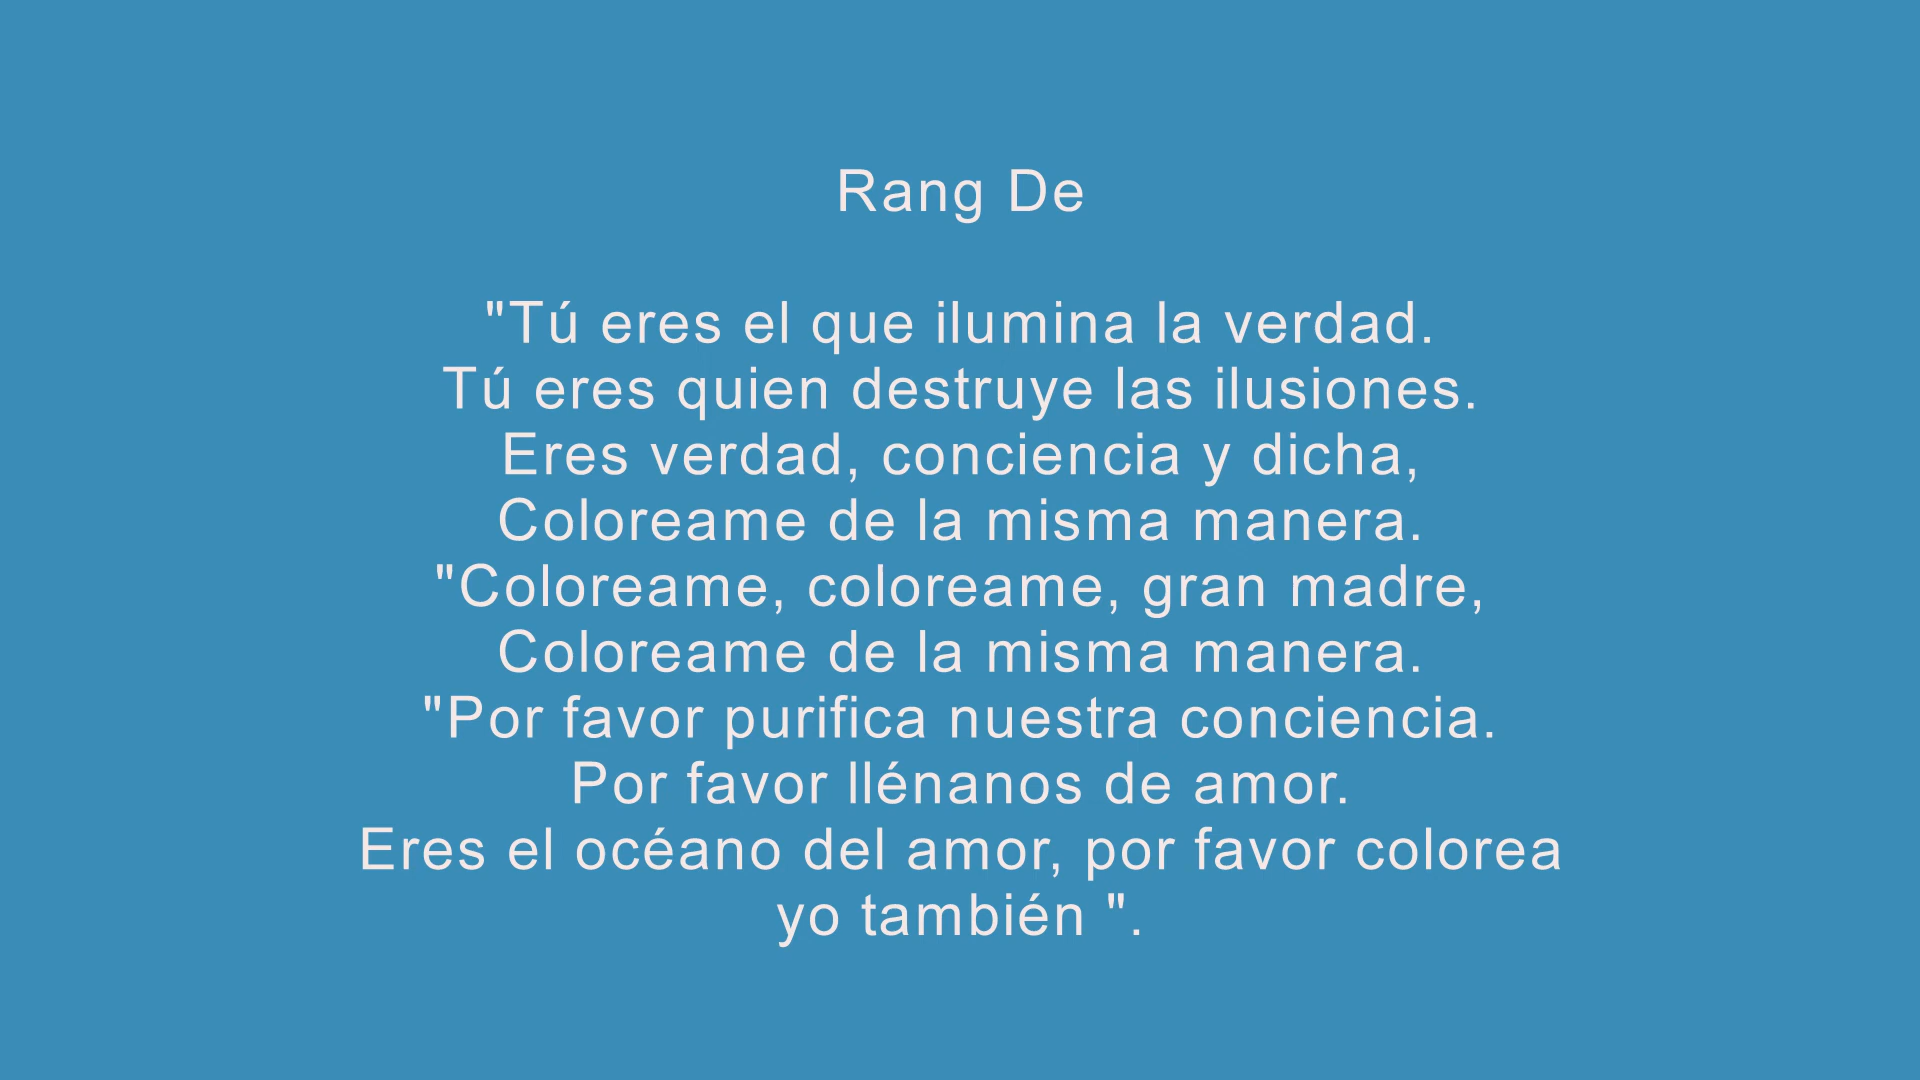 Rang De
"Tú eres el que ilumina la verdad.
Tú eres quien destruye las ilusiones.
Eres verdad, conciencia y dicha,
Coloreame de la misma manera.
"Coloreame, coloreame, gran madre,
Coloreame de la misma manera.
"Por favor purifica nuestra conciencia.
Por favor llénanos de amor.
Eres el océano del amor, por favor colorea
yo también ".